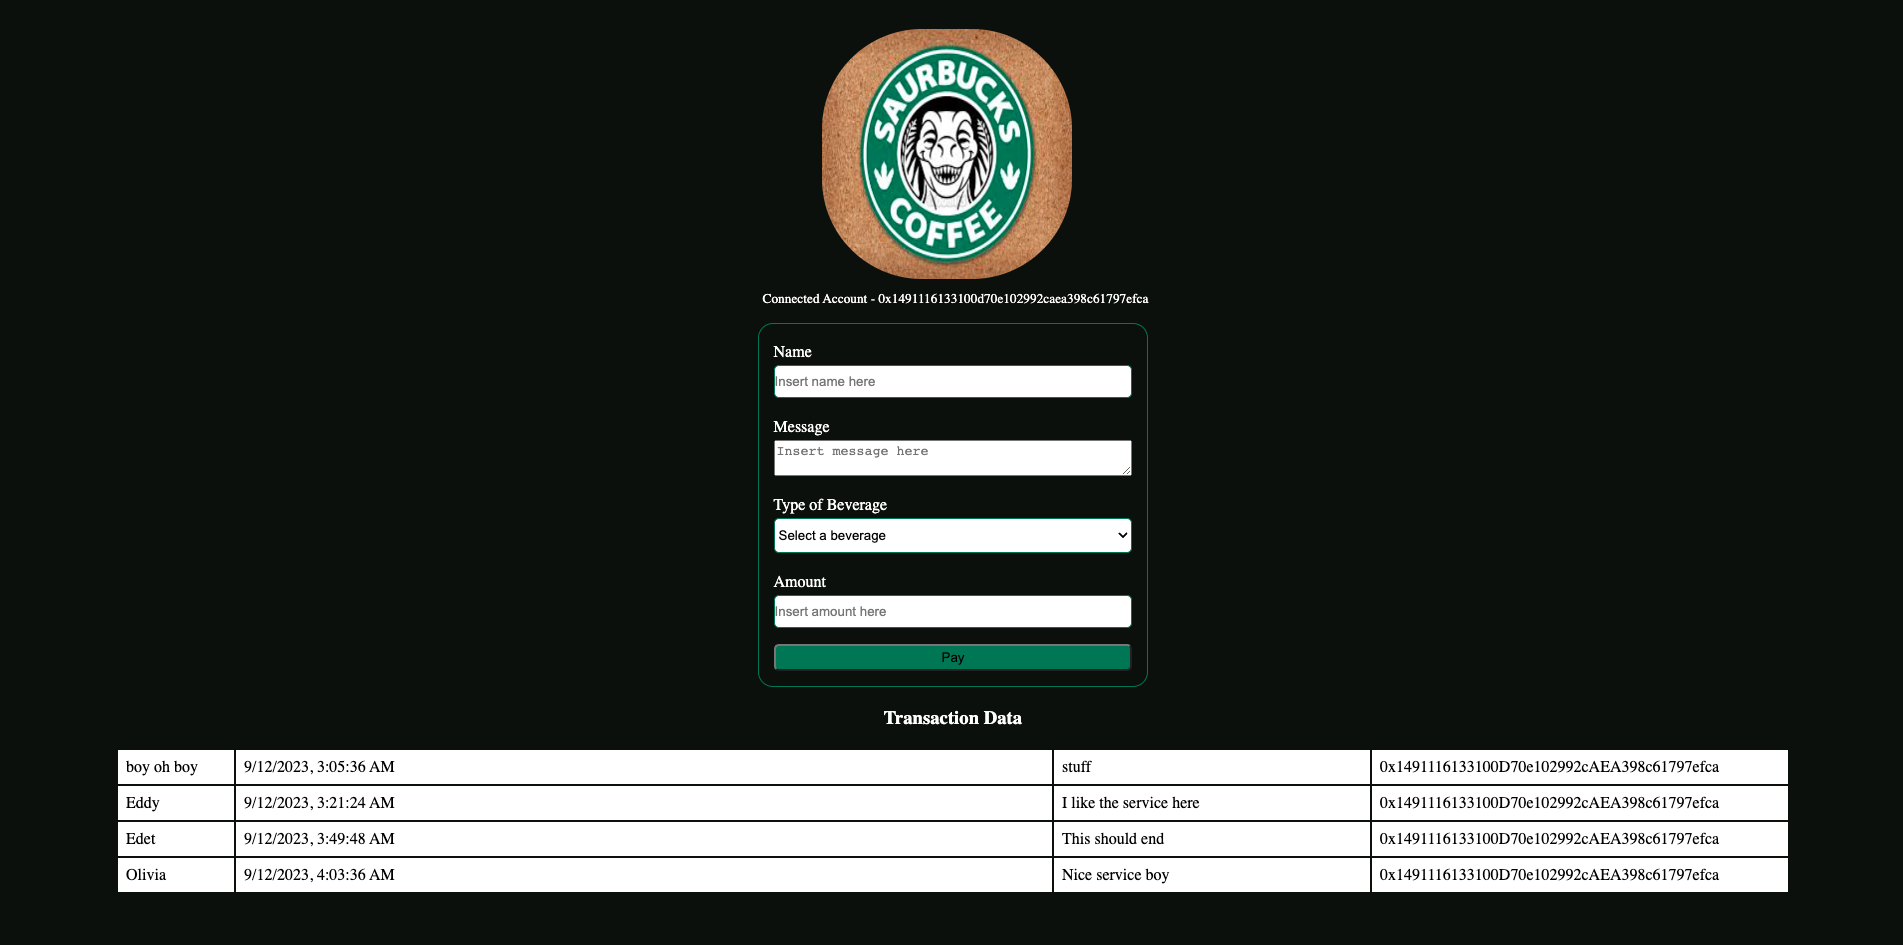 SAURBUCKS
COFFEE
Connected Account - 0x1491116133100d70e102992caea398c61797efca
Name
Insert name here
Message
Insert message here
Type of Beverage
Select a beverage
Amount
Insert amount here
Pay
Transaction Data
boy oh boy 9/12/2023, 3:05:36 AM stuff 0x1491116133100D70e102992cAEA398c61797efca
Eddy 9/12/2023, 3:21:24 AM I like the service here 0x1491116133100D70e102992cAEA398c61797efca
Edet 9/12/2023, 3:49:48 AM This should end 0x1491116133100D70e102992cAEA398c61797efca
Olivia 9/12/2023, 4:03:36 AM Nice service boy 0x1491116133100D70e102992cAEA398c61797efca